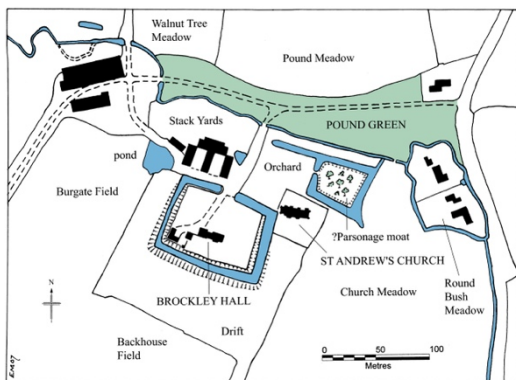 Walnut Tree
Meadow
Pound Meadow
POUND GREEN
Stack Yards
pond
Orchard
Burgate Field
?Parsonage moat
ST ANDREW'S CHURCH
Round
Bush
Meadow
Church Meadow
N
BROCKLEY HALL
Drift
Backhouse
Field
0 50 100
Metres
EM07